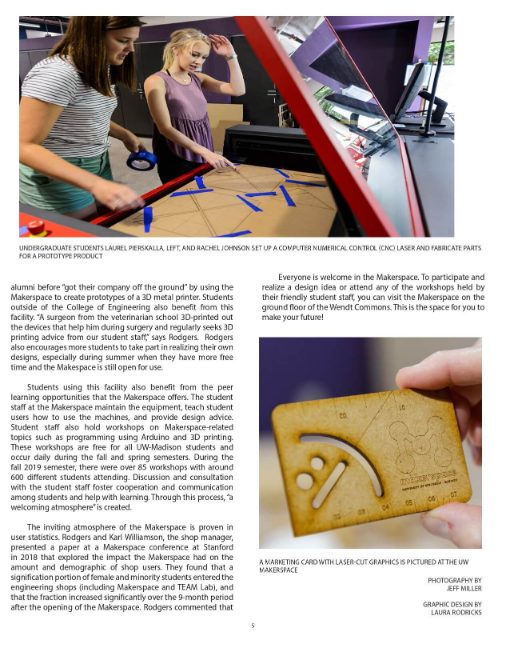 UNDERGRADUATE STUDENTS LAUREL PIERSKALLA, LEFT, AND RACHEL JOHNSON SET UP A COMPUTER NUMERICAL CONTROL (CNC) LASER AND FABRICATE PARTS
FOR A PROTOTYPE PRODUCT
alumni before "got their company off the ground" by using the
Makerspace to create prototypes of a 3D metal printer. Students
outside of the College of Engineering also benefit from this
facility. "A surgeon from the veterinarian school 3D-printed out
the devices that help him during surgery and regularly seeks 3D
printing advice from our student staff," says Rodgers. Rodgers
also encourages more students to take part in realizing their own
designs, especially during summer when they have more free
time and the Makespace is still open for use.
Students using this facility also benefit from the peer
learning opportunities that the Makerspace offers. The student
staff at the Makerspace maintain the equipment, teach student
users how to use the machines, and provide design advice.
Student staff also hold workshops on Makerspace-related
topics such as programming using Arduino and 3D printing.
These workshops are free for all UW-Madison students and
occur daily during the fall and spring semesters. During the
fall 2019 semester, there were over 85 workshops with around
600 different students attending. Discussion and consultation
with the student staff foster cooperation and communication
among students and help with learning. Through this process, "a
welcoming atmosphere" is created.
The inviting atmosphere of the Makerspace is proven in
user statistics. Rodgers and Karl Williamson, the shop manager,
presented a paper at a Makerspace conference at Stanford
in 2018 that explored the impact the Makerspace had on the
amount and demographic of shop users. They found that a
signification portion of female and minority students entered the
engineering shops (including Makerspace and TEAM Lab), and
that the fraction increased significantly over the 9-month period
after the opening of the Makerspace. Rodgers commented that
Everyone is welcome in the Makerspace. To participate and
realize a design idea or attend any of the workshops held by
their friendly student staff, you can visit the Makerspace on the
ground floor of the Wendt Commons. This is the space for you to
make your future!
makerspace
02
03
04
05
06
07
A MARKETING CARD WITH LASER-CUT GRAPHICS IS PICTURED AT THE UW
MAKERSPACE
PHOTOGRAPHY BY
JEFF MILLER
GRAPHIC DESIGN BY
LAURA RODRICKS
5